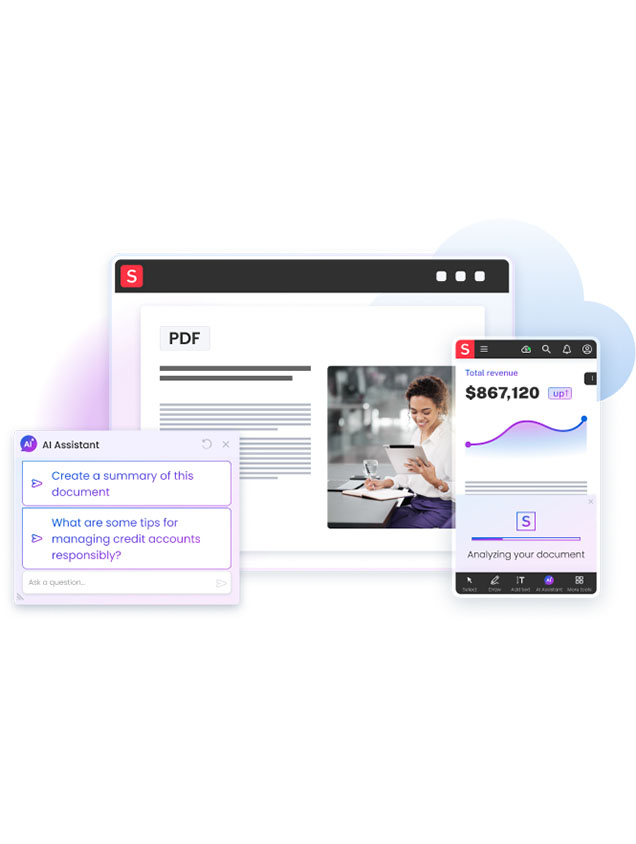 S
PDF
S
Total revenue
$867,120 up↑
AI AI Assistant
Create a summary of this
document
What are some tips for
managing credit accounts
responsibly?
Ask a question...
S
Analyzing your document
Select Draw Add text AI Assistant More tools